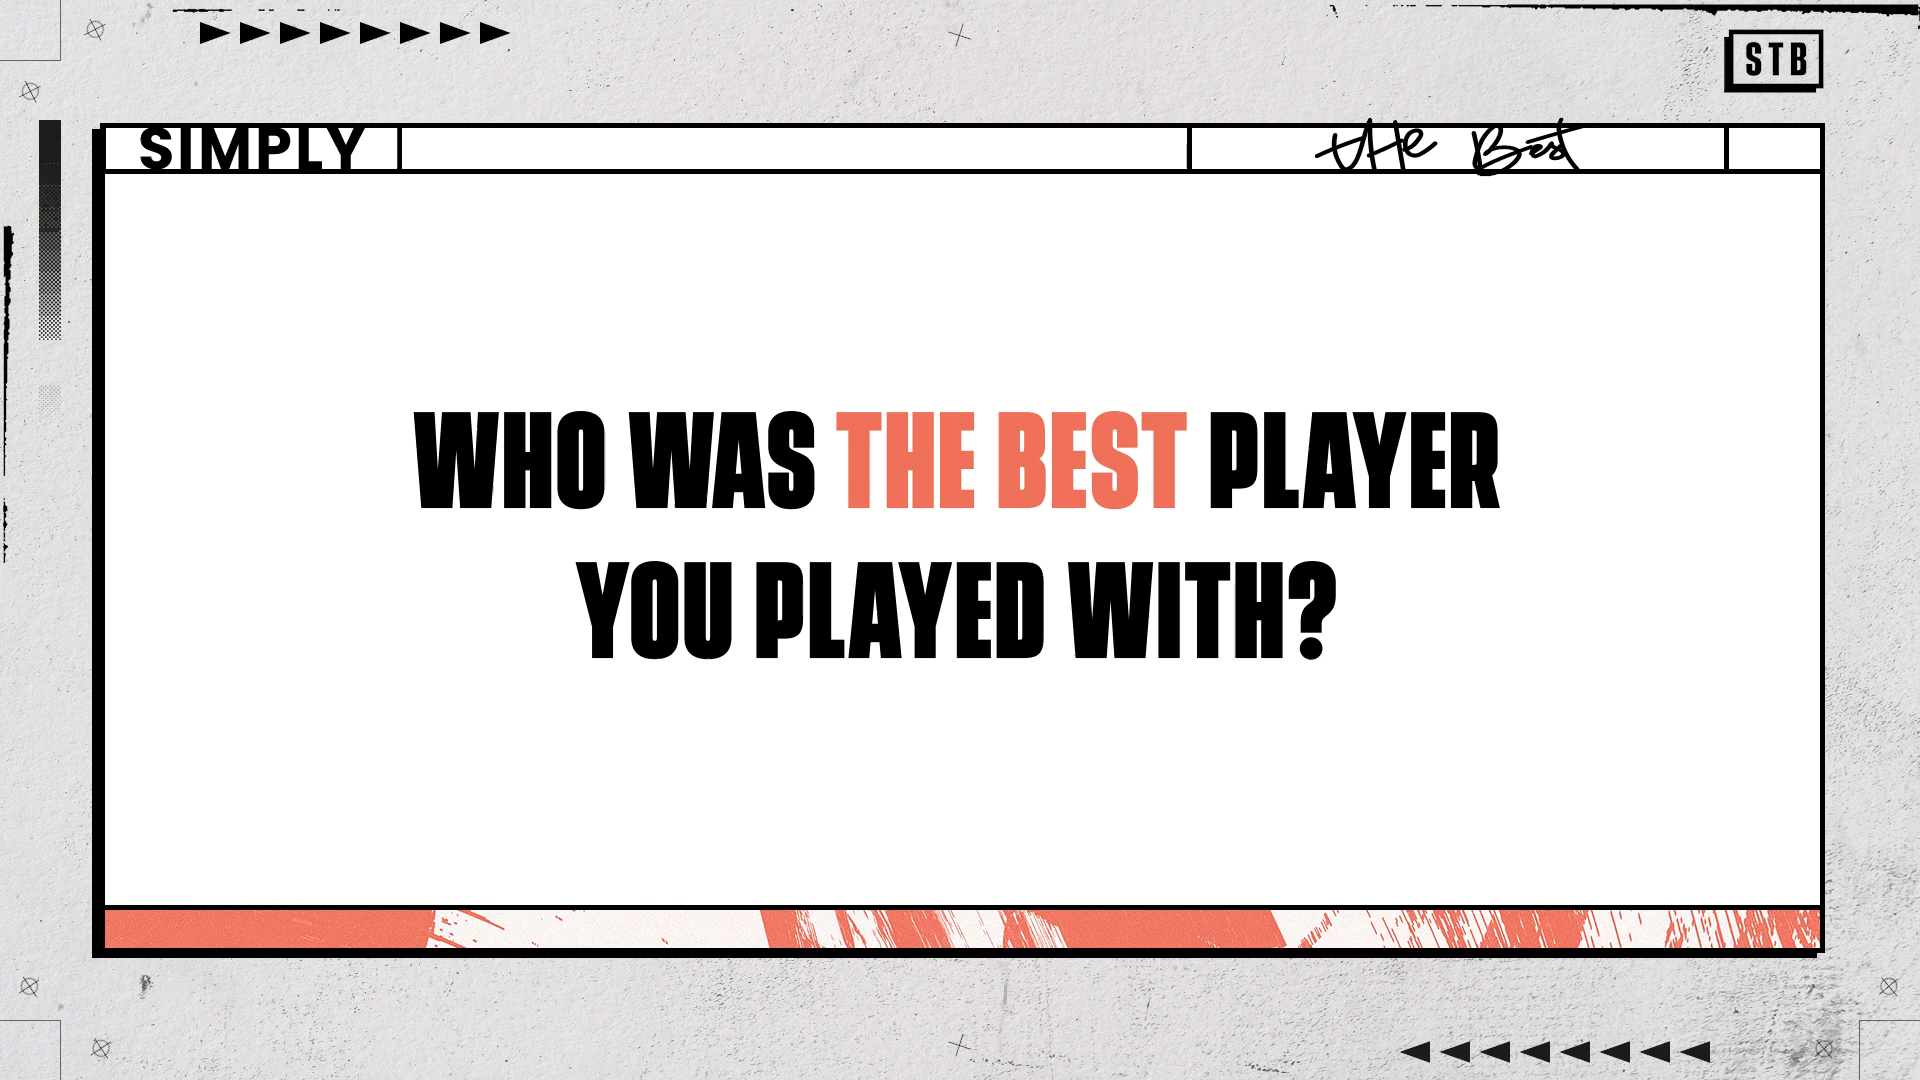 STB
SIMPLY
the Best
WHO WAS THE BEST PLAYER
YOU PLAYED WITH?